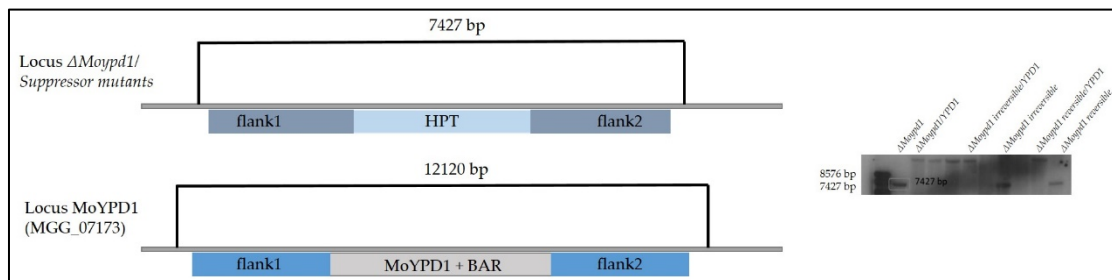 7427 bp
Locus ΔMoypd1/
Suppressor mutants
flank1 HPT flank2
12120 bp
Locus MoYPD1
(MGG_07173)
flank1 MoYPD1 + BAR flank2
ΔMoypd1
ΔMoypd1/YPD1
ΔMoypd1 irreversible/YPD1
ΔMoypd1 irreversible
ΔMoypd1 reversible/YPD1
ΔMoypd1 reversible
8576 bp
7427 bp
7427 bp